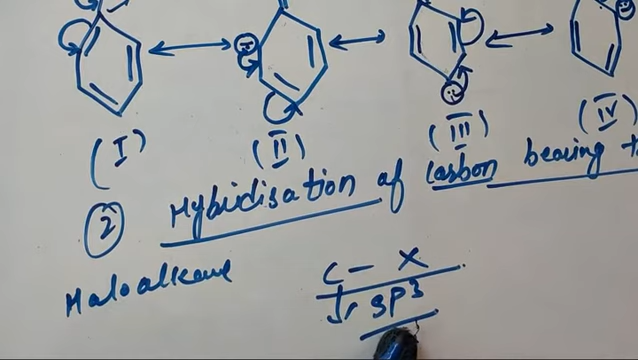 (I) (II) (III) (IV)
② Hybridisation of carbon bearing
Haloalkane C - X
sp3